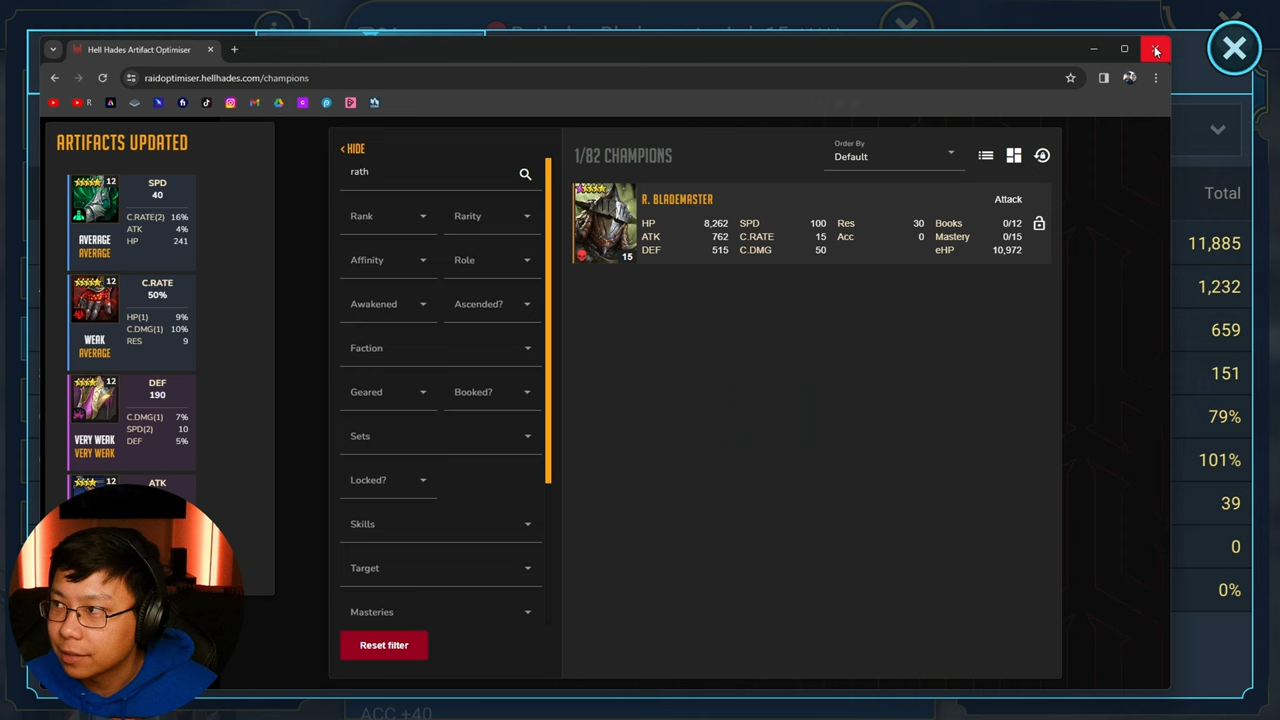 Hell Hades Artifact Optimiser
raidoptimiser.hellhades.com/champions
R
ARTIFACTS UPDATED
12
SPD
40
C.RATE(2) 16%
ATK 4%
HP 241
AVERAGE
AVERAGE
12
C.RATE
50%
HP(1) 9%
C.DMG(1) 10%
RES 9
WEAK
AVERAGE
12
DEF
190
C.DMG(1) 7%
SPD(2) 10
DEF 5%
VERY WEAK
VERY WEAK
12
ATK
< HIDE
rath
Rank
Rarity
Affinity
Role
Awakened
Ascended?
Faction
Geared
Booked?
Sets
Locked?
Skills
Target
Masteries
Reset filter
1/82 CHAMPIONS
Order By
Default
R. BLADEMASTER
Attack
HP 8,262 SPD 100 Res 30 Books 0/12
ATK 762 C.RATE 15 Acc 0 Mastery 0/15
DEF 515 C.DMG 50 eHP 10,972
15
Total
11,885
1,232
659
151
79%
101%
39
0
0%
ACC +40